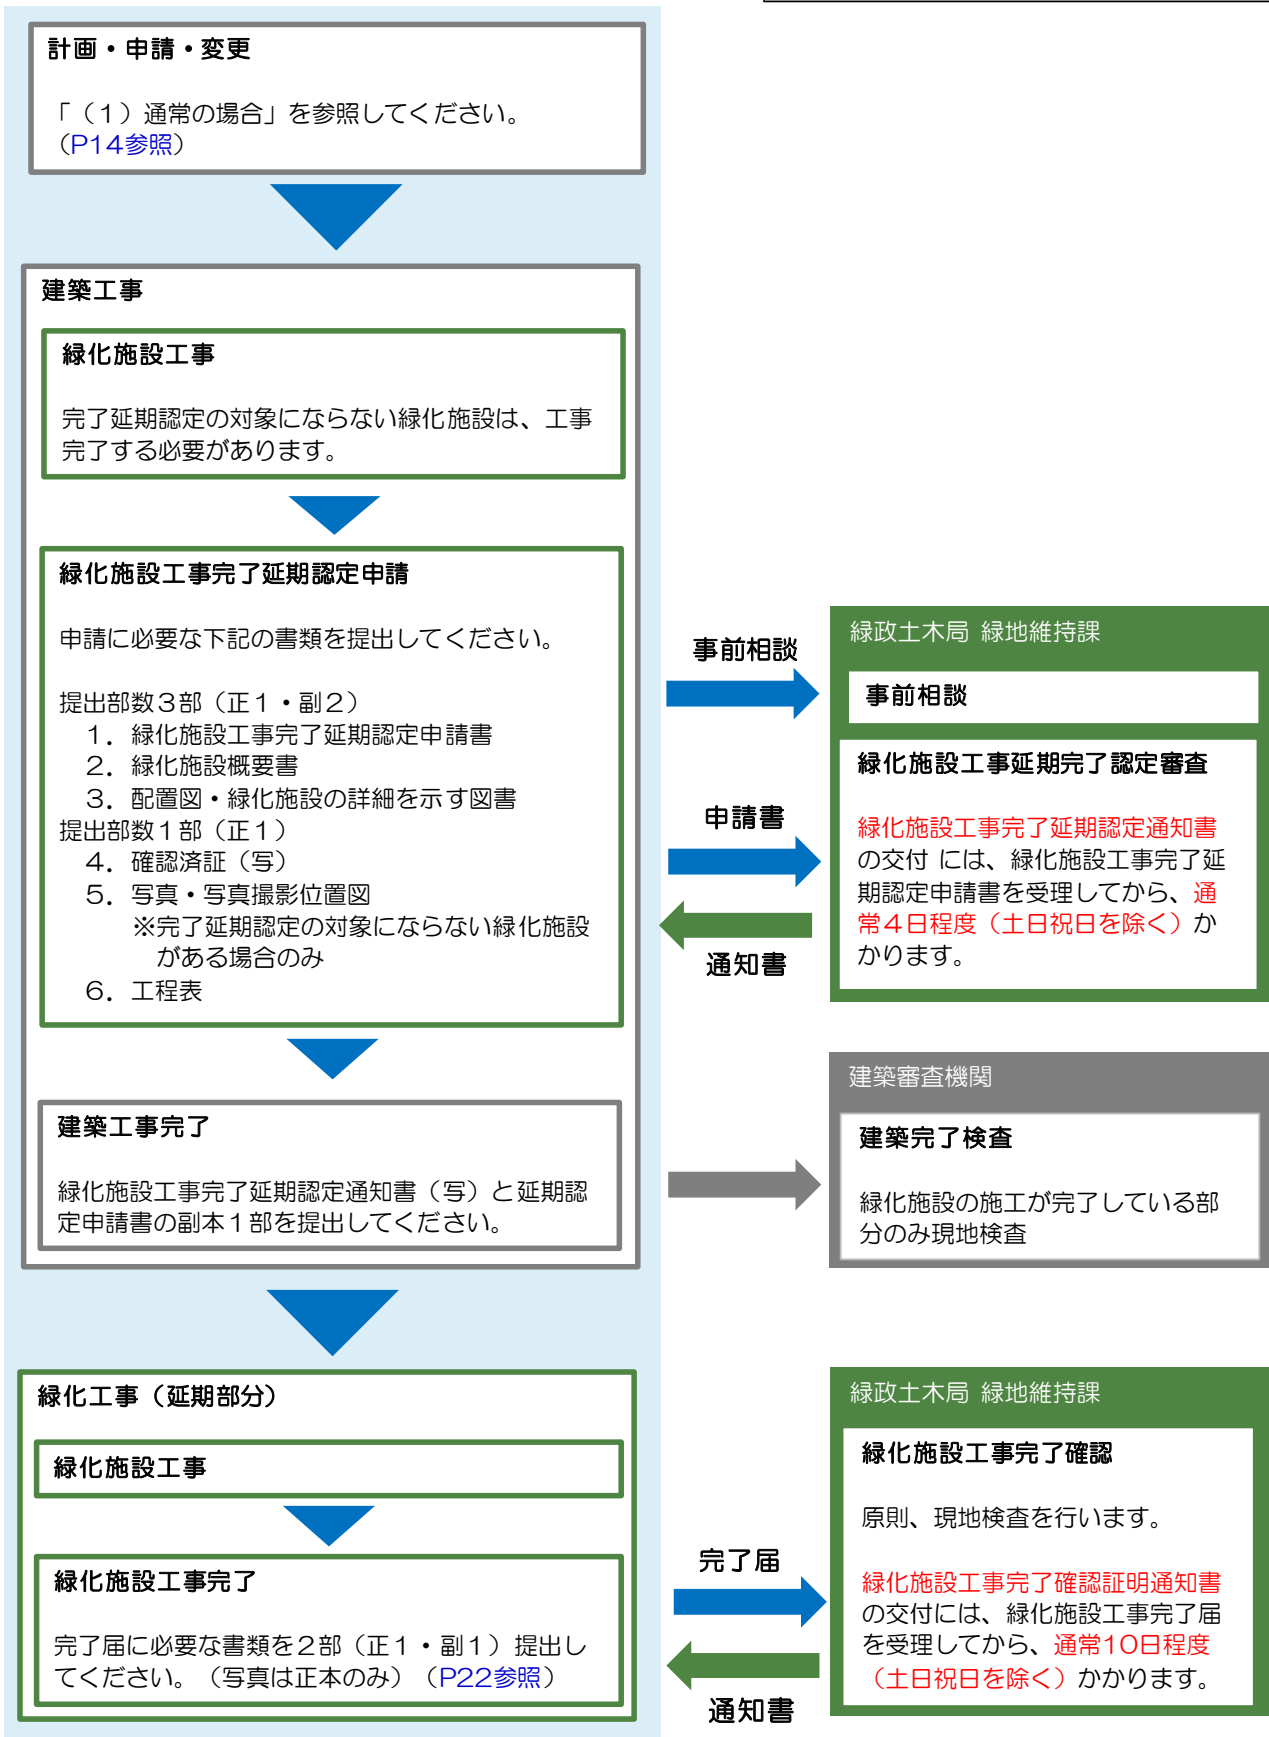 計画・申請・変更
「（１）通常の場合」を参照してください。
（P14参照）
建築工事
緑化施設工事
完了延期認定の対象にならない緑化施設は、工事
完了する必要があります。
緑化施設工事完了延期認定申請
申請に必要な下記の書類を提出してください。
提出部数３部（正１・副２）
１．緑化施設工事完了延期認定申請書
２．緑化施設概要書
３．配置図・緑化施設の詳細を示す図書
提出部数１部（正１）
４．確認済証（写）
５．写真・写真撮影位置図
※完了延期認定の対象にならない緑化施設
がある場合のみ
６．工程表
事前相談
申請書
通知書
緑政土木局 緑地維持課
事前相談
緑化施設工事延期完了認定審査
緑化施設工事完了延期認定通知書
の交付 には、緑化施設工事完了延
期認定申請書を受理してから、通
常４日程度（土日祝日を除く）か
かります。
建築工事完了
緑化施設工事完了延期認定通知書（写）と延期認
定申請書の副本１部を提出してください。
建築審査機関
建築完了検査
緑化施設の施工が完了している部
分のみ現地検査
緑化工事（延期部分）
緑化施設工事
緑化施設工事完了
完了届に必要な書類を２部（正１・副１）提出し
てください。（写真は正本のみ）（P22参照）
完了届
通知書
緑政土木局 緑地維持課
緑化施設工事完了確認
原則、現地検査を行います。
緑化施設工事完了確認証明通知書
の交付には、緑化施設工事完了届
を受理してから、通常10日程度
（土日祝日を除く）かかります。